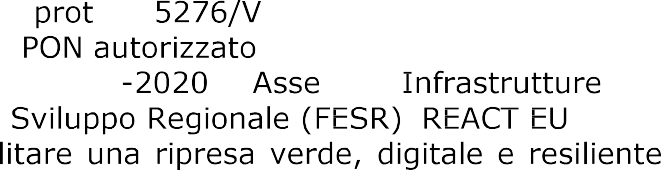 prot 5276/V
PON autorizzato
-2020 Asse Infrastrutture
Sviluppo Regionale (FESR) REACT EU
litare una ripresa verde, digitale e resiliente